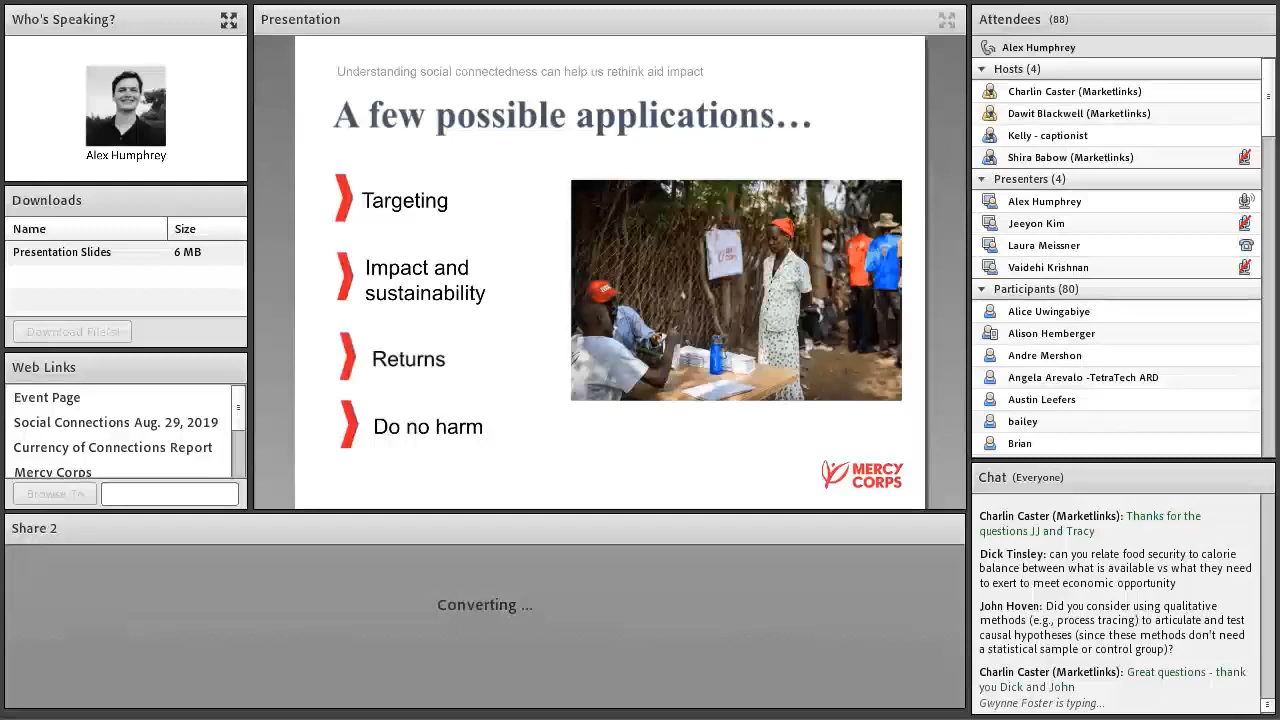 Who's Speaking?
Alex Humphrey
Downloads
Name Size
Presentation Slides 6 MB
Download File(s)
Web Links
Event Page
Social Connections Aug. 29, 2019
Currency of Connections Report
Mercy Corps
Browse To
Presentation
Understanding social connectedness can help us rethink aid impact
A few possible applications…
Targeting
Impact and
sustainability
Returns
Do no harm
MERCY
CORPS
MERCY
CORPS
Share 2
Converting ...
Attendees (88)
Alex Humphrey
Hosts (4)
Charlin Caster (Marketlinks)
Dawit Blackwell (Marketlinks)
Kelly - captionist
Shira Babow (Marketlinks)
Presenters (4)
Alex Humphrey
Jeeyon Kim
Laura Meissner
Vaidehi Krishnan
Participants (80)
Alice Uwingabiye
Alison Hemberger
Andre Mershon
Angela Arevalo -TetraTech ARD
Austin Leefers
bailey
Brian
Chat (Everyone)
Charlin Caster (Marketlinks): Thanks for the
questions JJ and Tracy
Dick Tinsley: can you relate food security to calorie
balance between what is available vs what they need
to exert to meet economic opportunity
John Hoven: Did you consider using qualitative
methods (e.g., process tracing) to articulate and test
causal hypotheses (since these methods don't need
a statistical sample or control group)?
Charlin Caster (Marketlinks): Great questions - thank
you Dick and John
Gwynne Foster is typing...